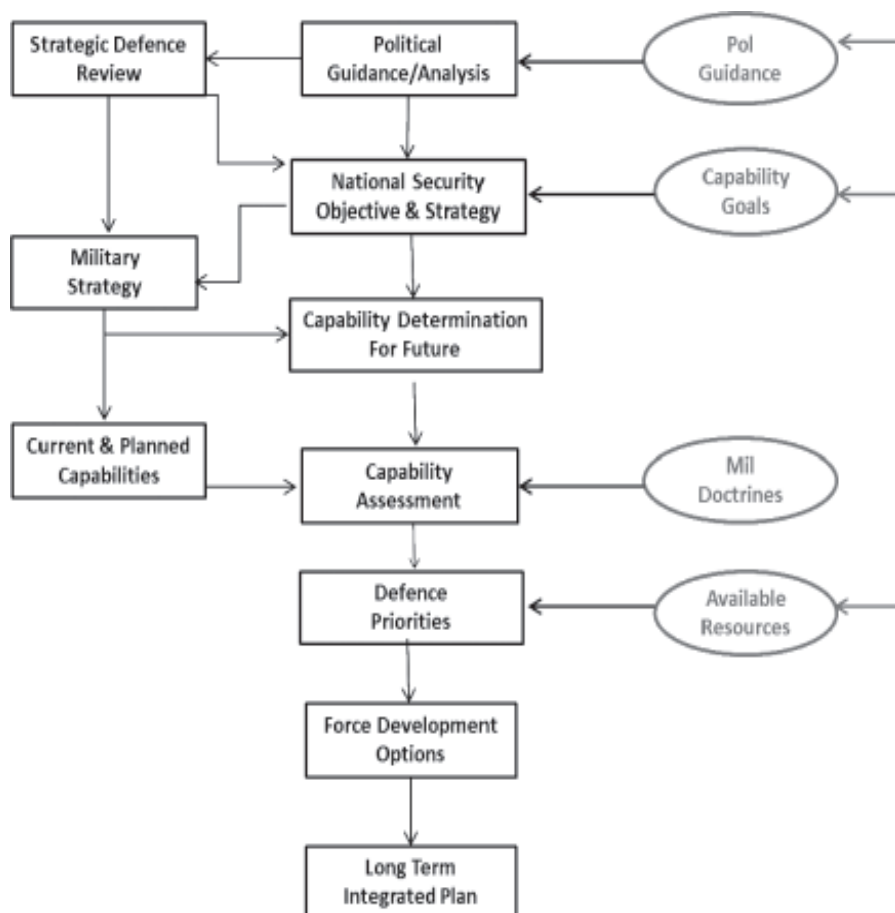 Strategic Defence
Review
Political
Guidance/Analysis
Pol
Guidance
National Security
Objective & Strategy
Capability
Goals
Military
Strategy
Capability Determination
For Future
Current & Planned
Capabilities
Capability
Assessment
Mil
Doctrines
Defence
Priorities
Available
Resources
Force Development
Options
Long Term
Integrated Plan